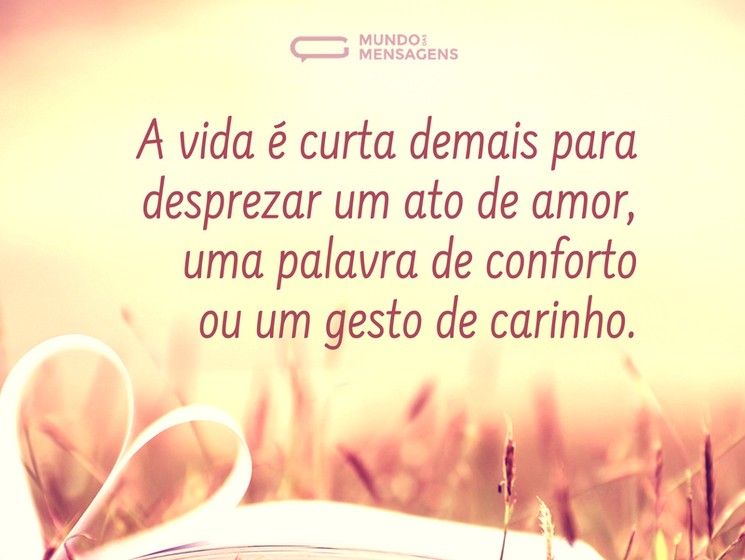 MUNDO DAS
MENSAGENS
A vida é curta demais para
desprezar um ato de amor,
uma palavra de conforto
ou um gesto de carinho.